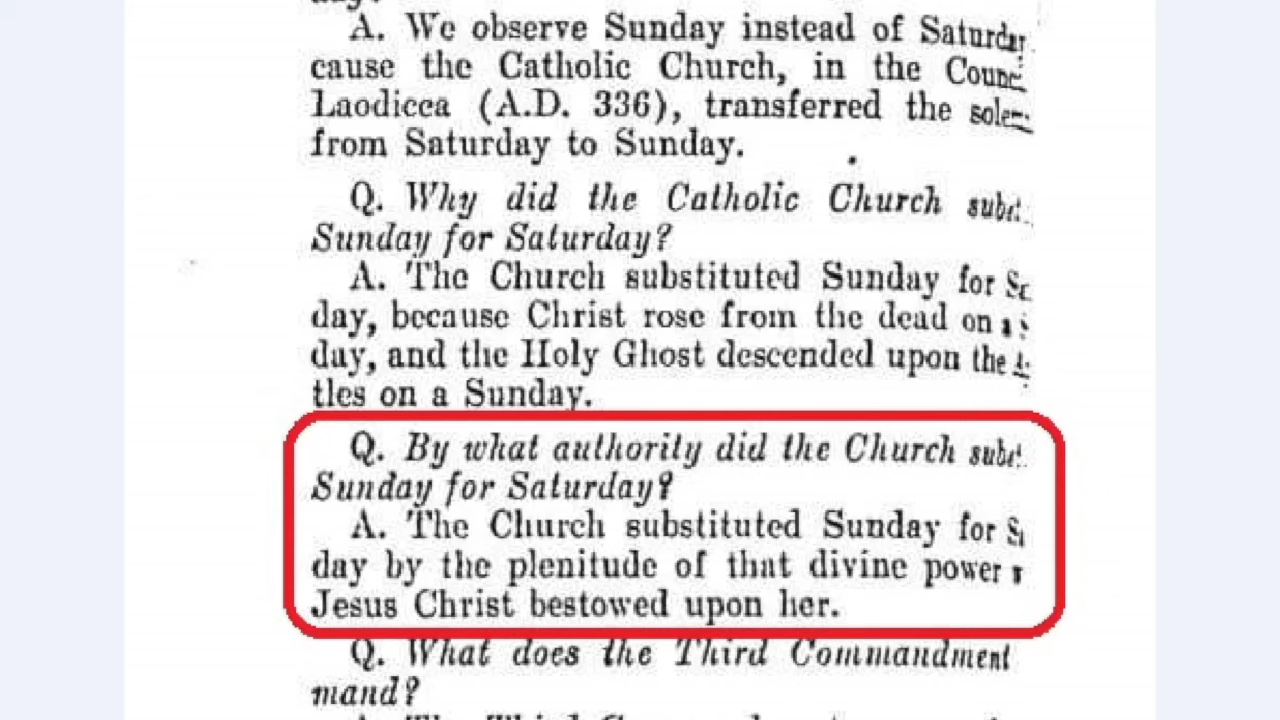 A. We observe Sunday instead of
cause the Catholic Church, in the
Laodicea (A.D. 336), transferred the
from Saturday to Sunday.
Q. Why did the Catholic Church
Sunday for Saturday?
A. The Church substituted Sunday for
day, because Christ rose from the dead on
day, and the Holy Ghost descended upon the
tles on a Sunday.
Q. By what authority did the Church
Sunday for Saturday?
A. The Church substituted Sunday for
day by the plenitude of that divine power
Jesus Christ bestowed upon her.
Q. What does the Third Commandment
mand?
A. The Third